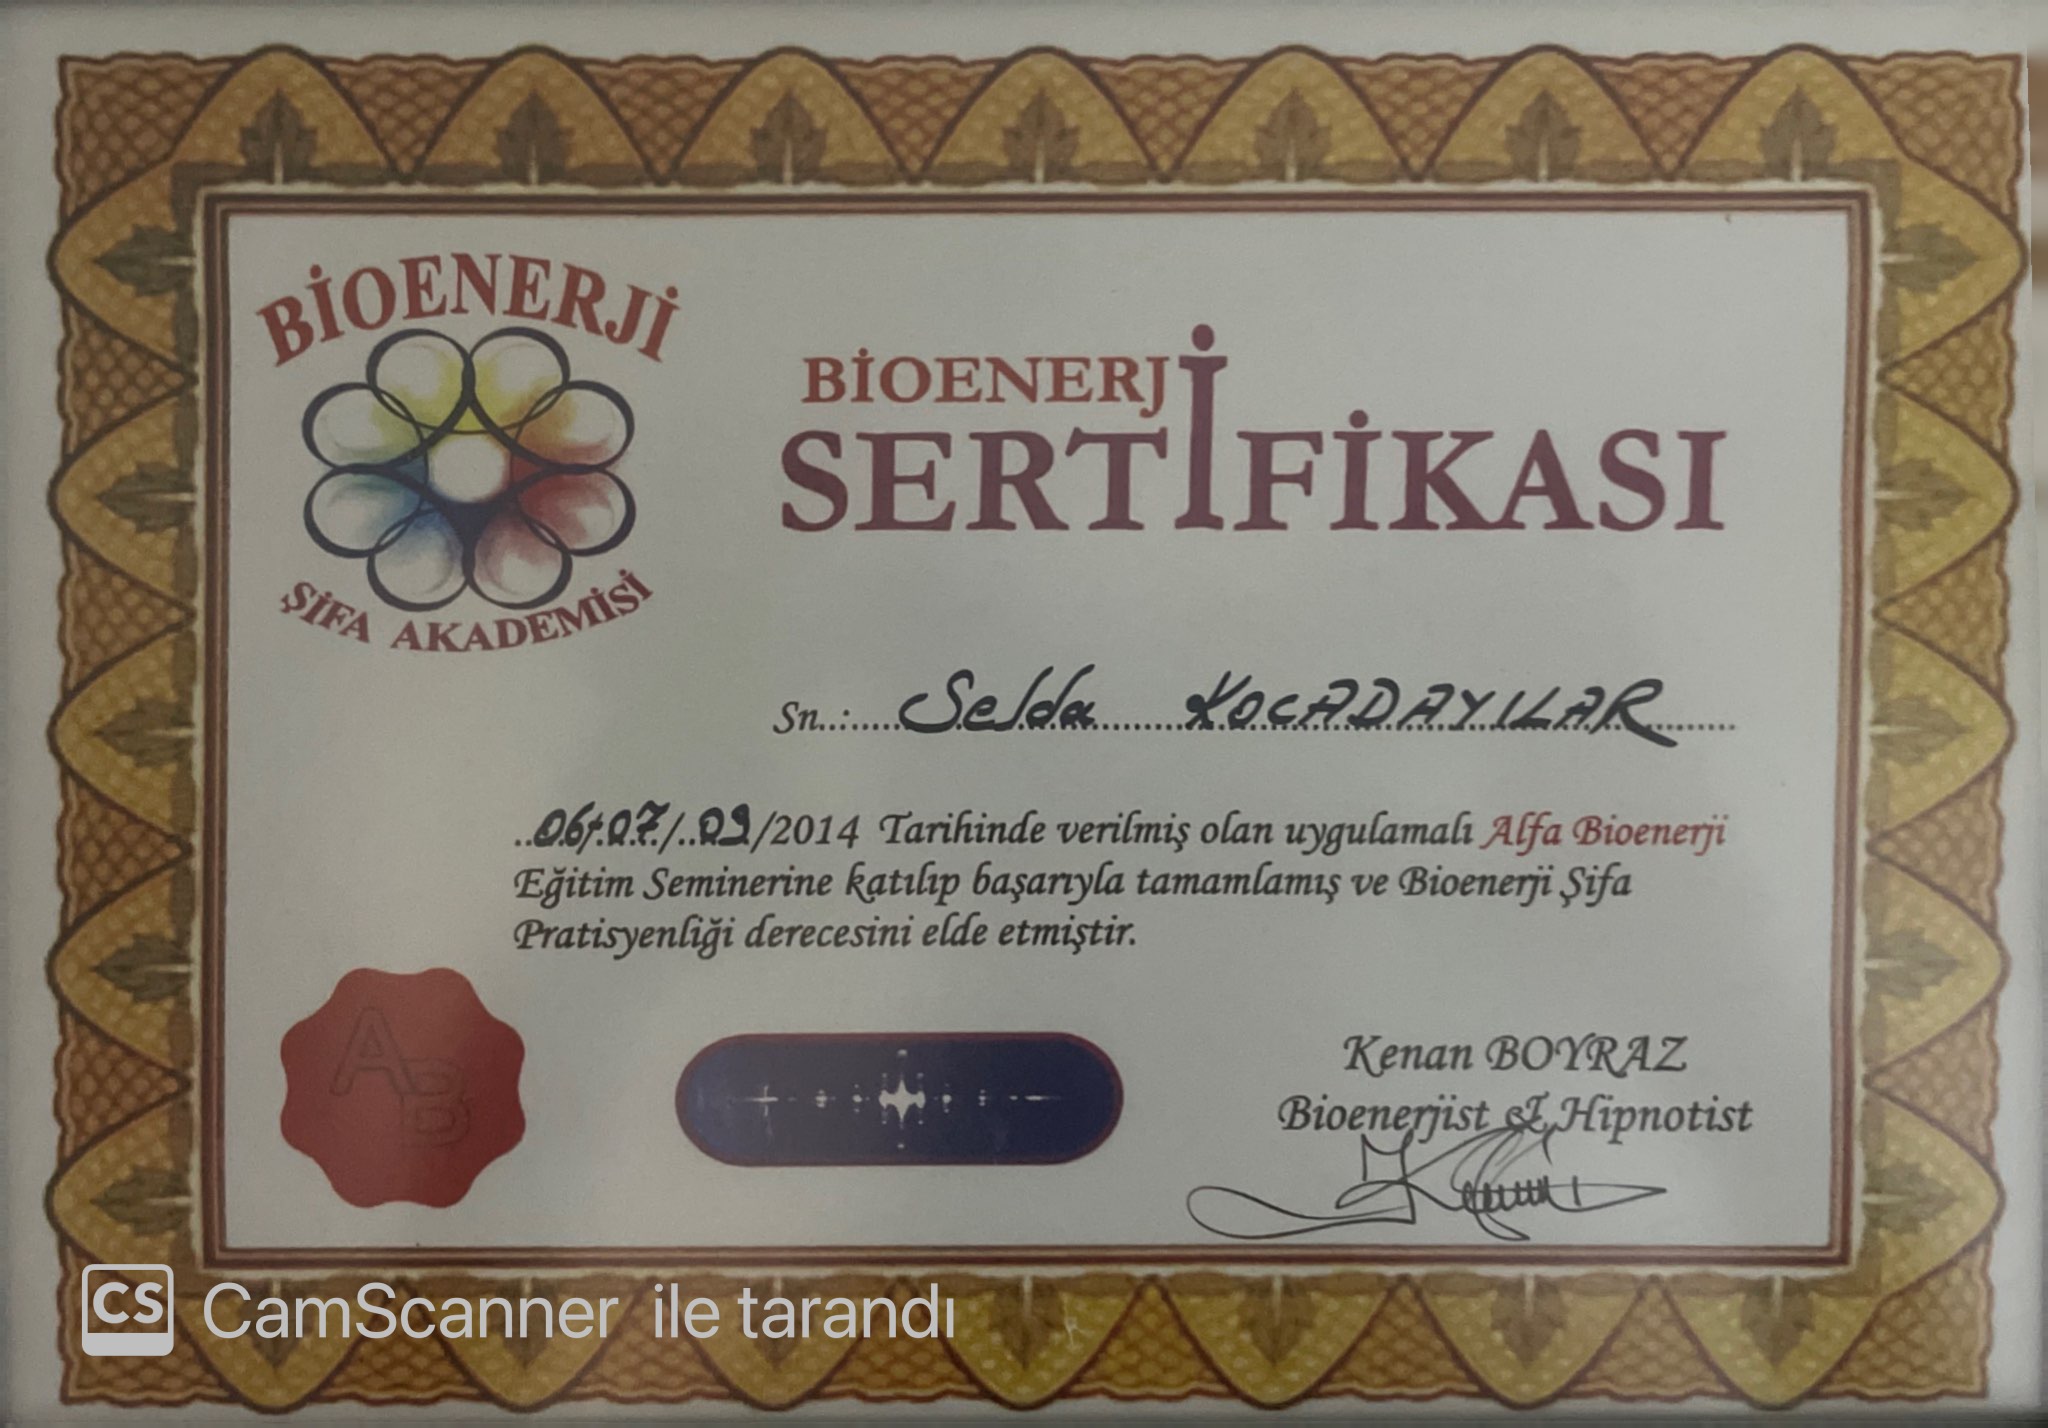 BİOENERJİ
ŞİFA AKADEMİSİ
BİOENERJİ
SERTİFİKASI
Sn..:.....Selda KOCADAYILAR
..06/.07./..09/2014 Tarihinde verilmiş olan uygulamalı Alfa Bioenerji
Eğitim Seminerine katılıp başarıyla tamamlamış ve Bioenerji Şifa
Pratisyenliği derecesini elde etmiştir.
AB
Kenan BOYRAZ
Bioenerjist & Hipnotist
CS CamScanner ile tarandı